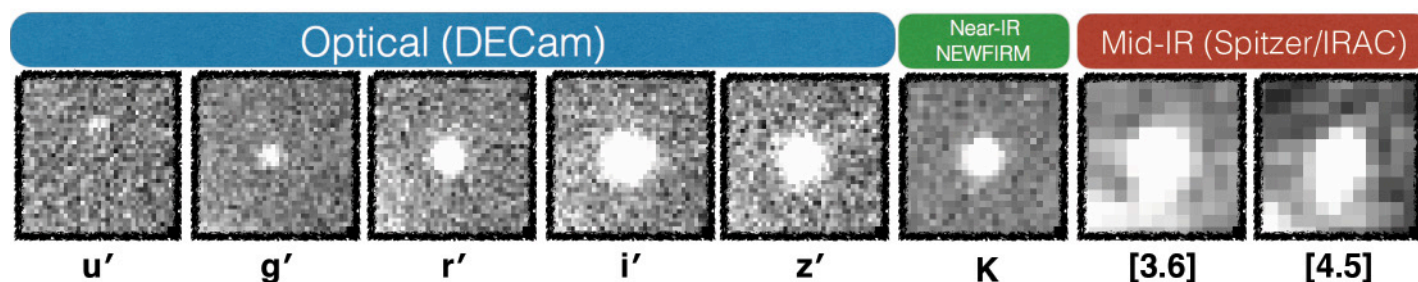 Optical (DECam)
Near-IR
NEWFIRM
Mid-IR (Spitzer/IRAC)
u′ g′ r′ i′ z′ K [3.6] [4.5]